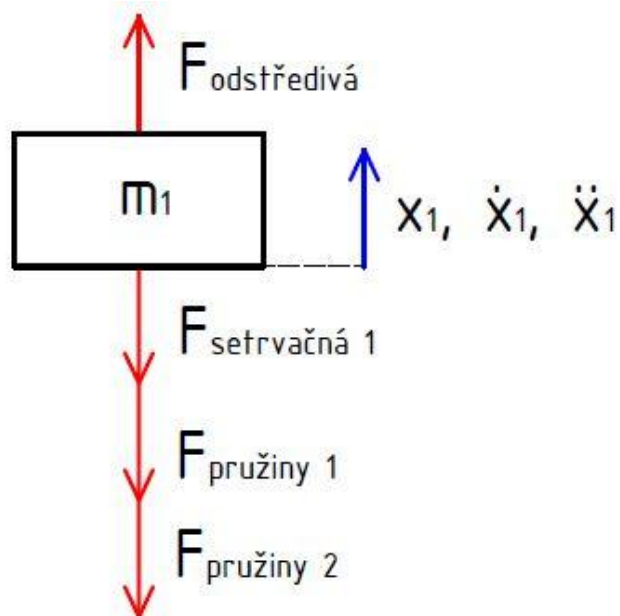 Fodstředivá
m1
x1, ẋ1, ẍ1
Fsetrvačná 1
Fpružiny 1
Fpružiny 2